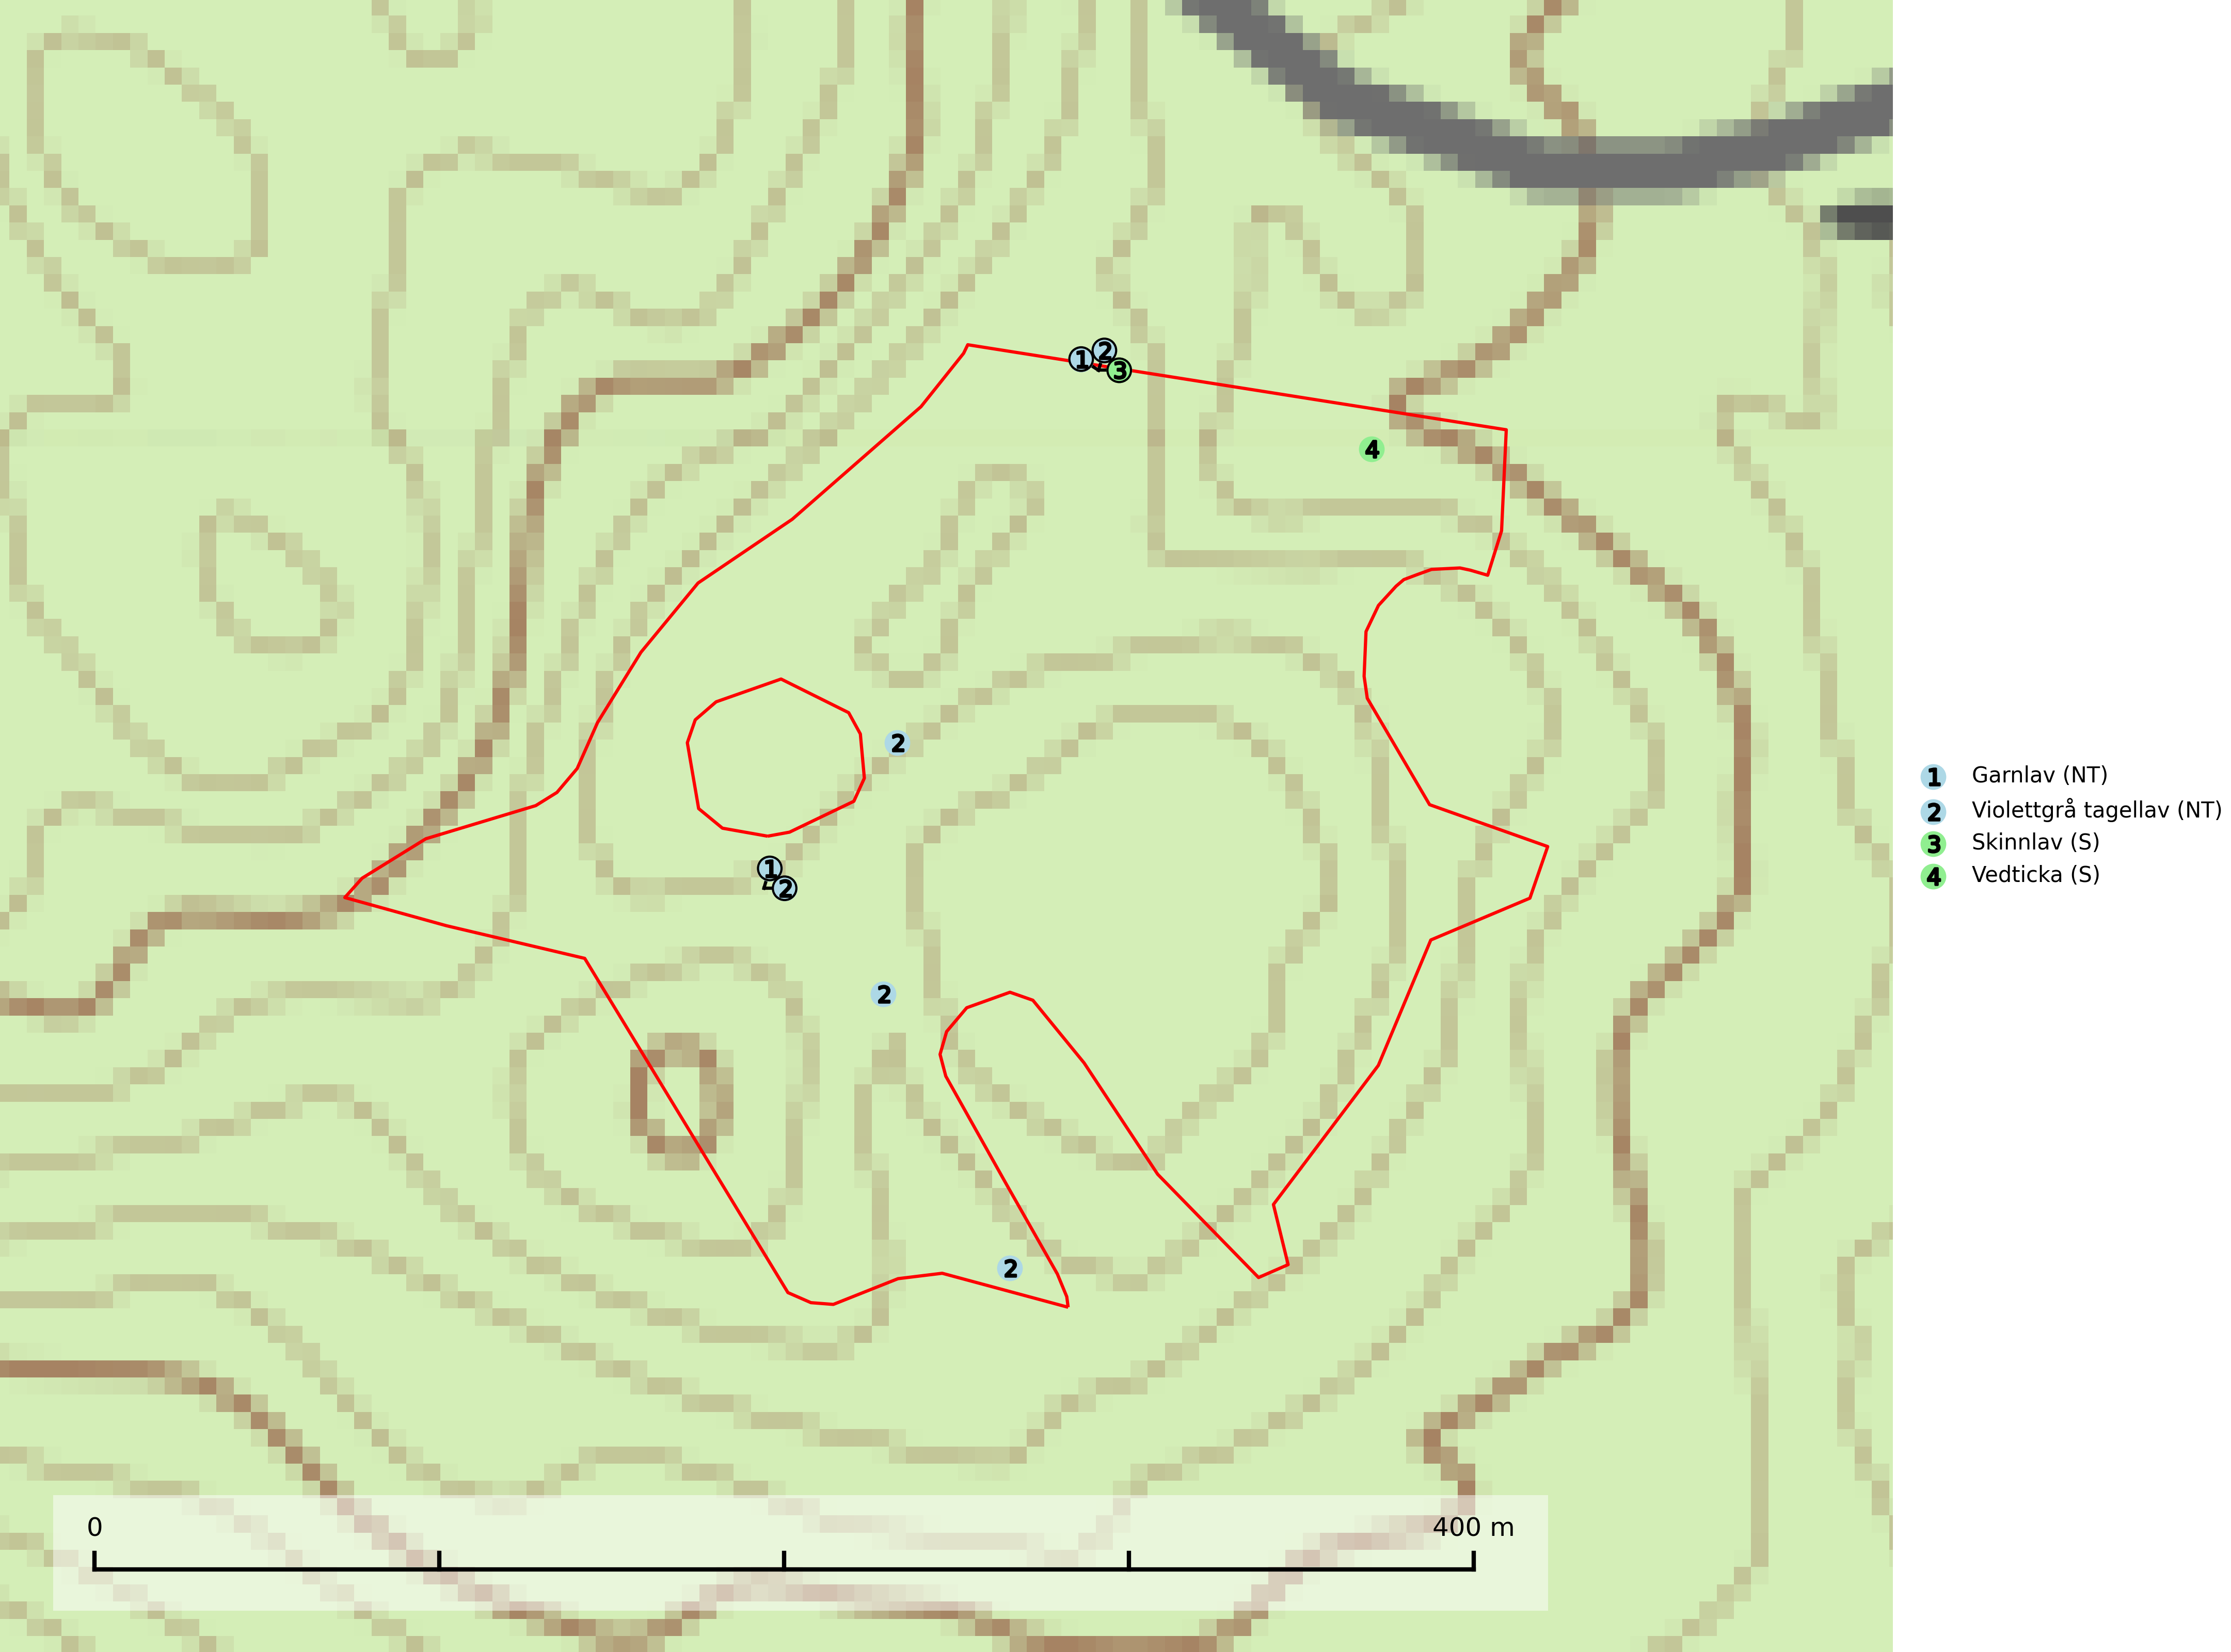 1 2 3
4
2
1 2
2
2
1 Garnlav (NT)
2 Violettgrå tagellav (NT)
3 Skinnlav (S)
4 Vedticka (S)
0 400 m